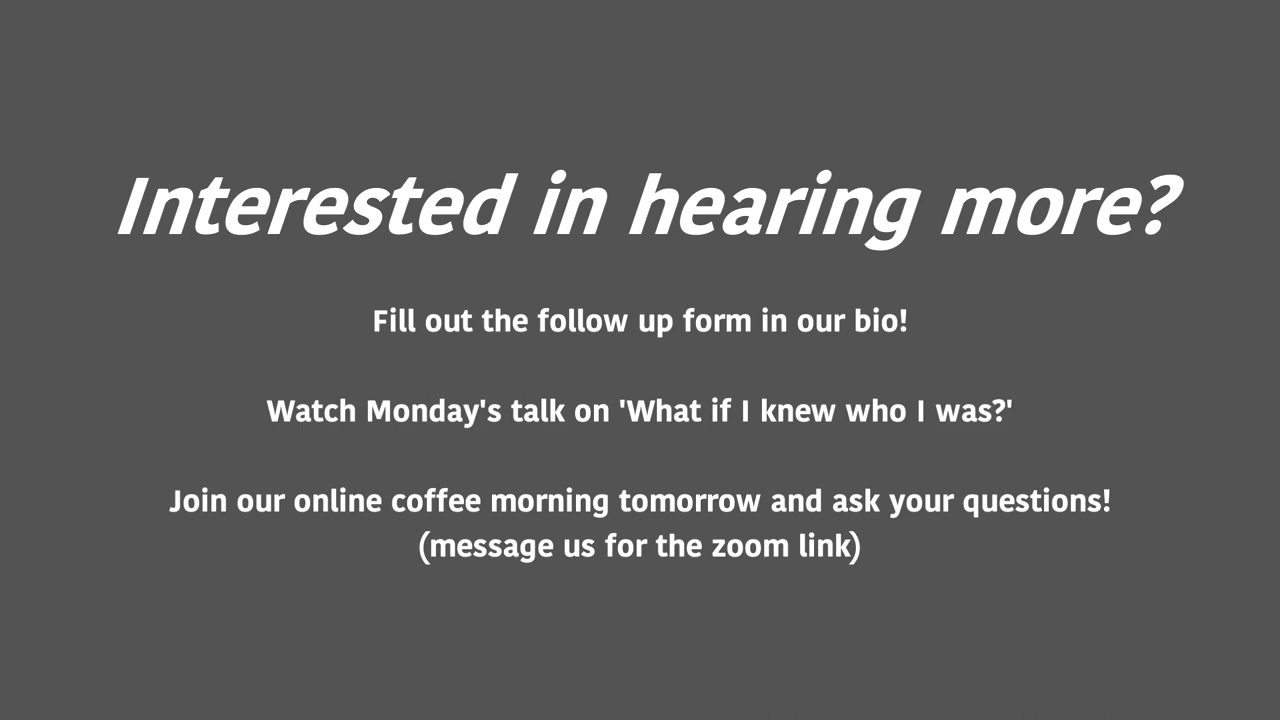 Interested in hearing more?
Fill out the follow up form in our bio!
Watch Monday's talk on 'What if I knew who I was?'
Join our online coffee morning tomorrow and ask your questions!
(message us for the zoom link)